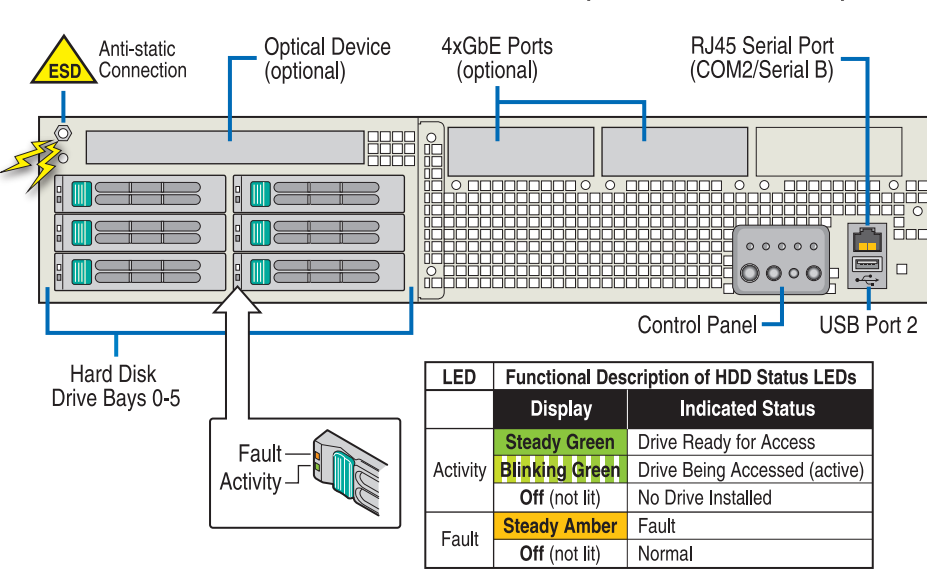 ESD
Anti-static
Connection
Optical Device
(optional)
4xGbE Ports
(optional)
RJ45 Serial Port
(COM2/Serial B)
Control Panel
USB Port 2
Hard Disk
Drive Bays 0-5
Fault
Activity
LED Functional Description of HDD Status LEDs
Display Indicated Status
Activity
Steady Green Drive Ready for Access
Blinking Green Drive Being Accessed (active)
Off (not lit) No Drive Installed
Fault
Steady Amber Fault
Off (not lit) Normal